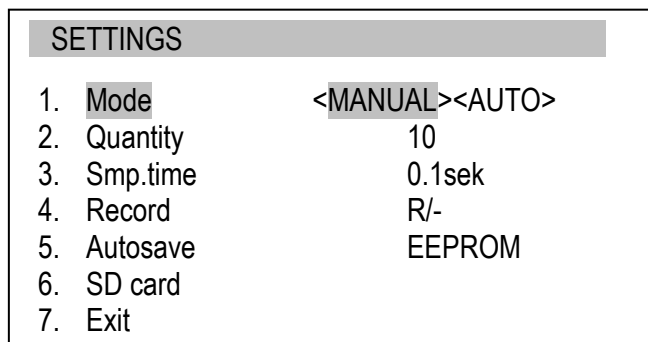 SETTINGS
1. Mode <MANUAL><AUTO>
2. Quantity 10
3. Smp.time 0.1sek
4. Record R/-
5. Autosave EEPROM
6. SD card
7. Exit